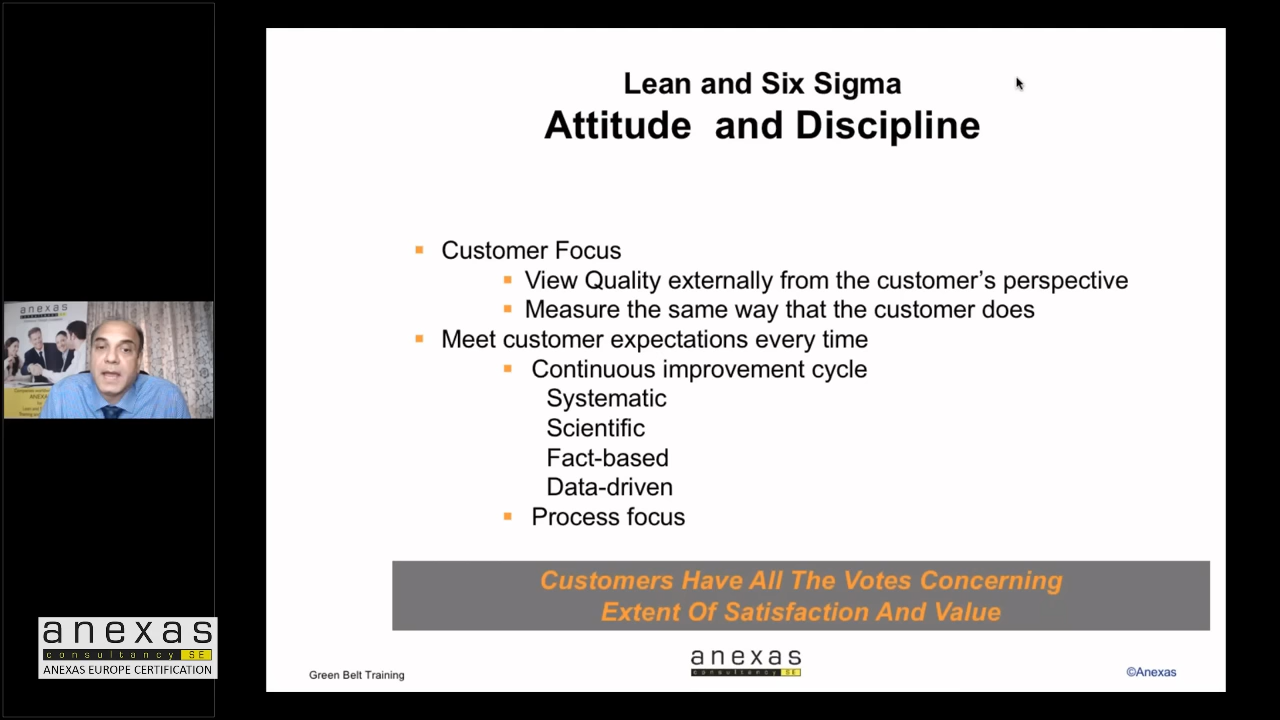 Lean and Six Sigma
Attitude and Discipline
Customer Focus
View Quality externally from the customer's perspective
Measure the same way that the customer does
Meet customer expectations every time
Continuous improvement cycle
Systematic
Scientific
Fact-based
Data-driven
Process focus
Customers Have All The Votes Concerning
Extent Of Satisfaction And Value
Green Belt Training
anexas
consultancy SE
©Anexas
anexas
anexas
consultancy SE
ANEXAS EUROPE CERTIFICATION